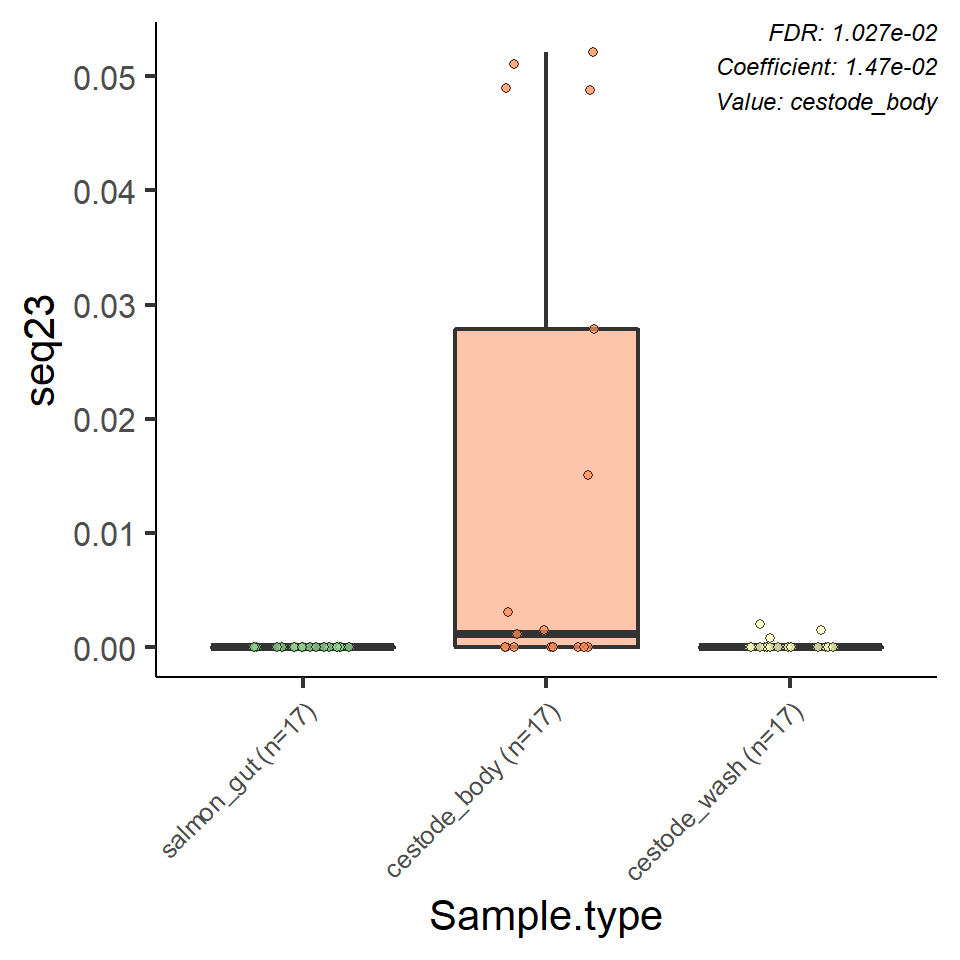 FDR: 1.027e-02
Coefficient: 1.47e-02
Value: cestode_body
0.05
0.04
0.03
0.02
0.01
0.00
seq23
salmon_gut (n=17)
cestode_body (n=17)
cestode_wash (n=17)
Sample.type